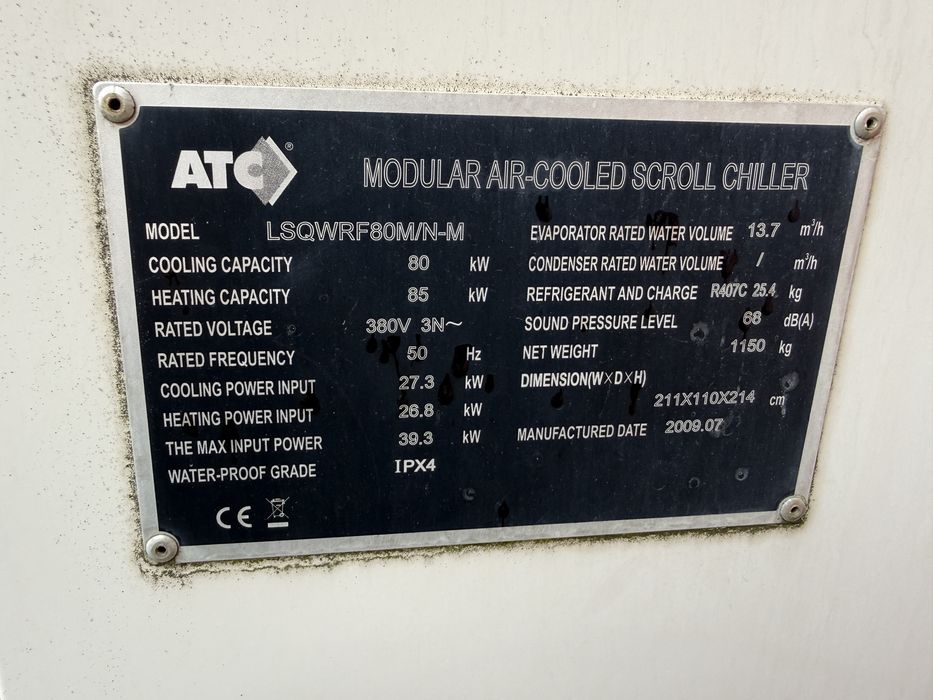 ATC® MODULAR AIR-COOLED SCROLL CHILLER
MODEL LSQWRF80M/N-M
COOLING CAPACITY 80 kW
HEATING CAPACITY 85 kW
RATED VOLTAGE 380V 3N~
RATED FREQUENCY 50 Hz
COOLING POWER INPUT 27.3 kW
HEATING POWER INPUT 26.8 kW
THE MAX INPUT POWER 39.3 kW
WATER-PROOF GRADE IPX4
CE
EVAPORATOR RATED WATER VOLUME 13.7 m³/h
CONDENSER RATED WATER VOLUME / m³/h
REFRIGERANT AND CHARGE R407C 25.4 kg
SOUND PRESSURE LEVEL 68 dB(A)
NET WEIGHT 1150 kg
DIMENSION(W×D×H)
211X110X214 cm
MANUFACTURED DATE 2009.07